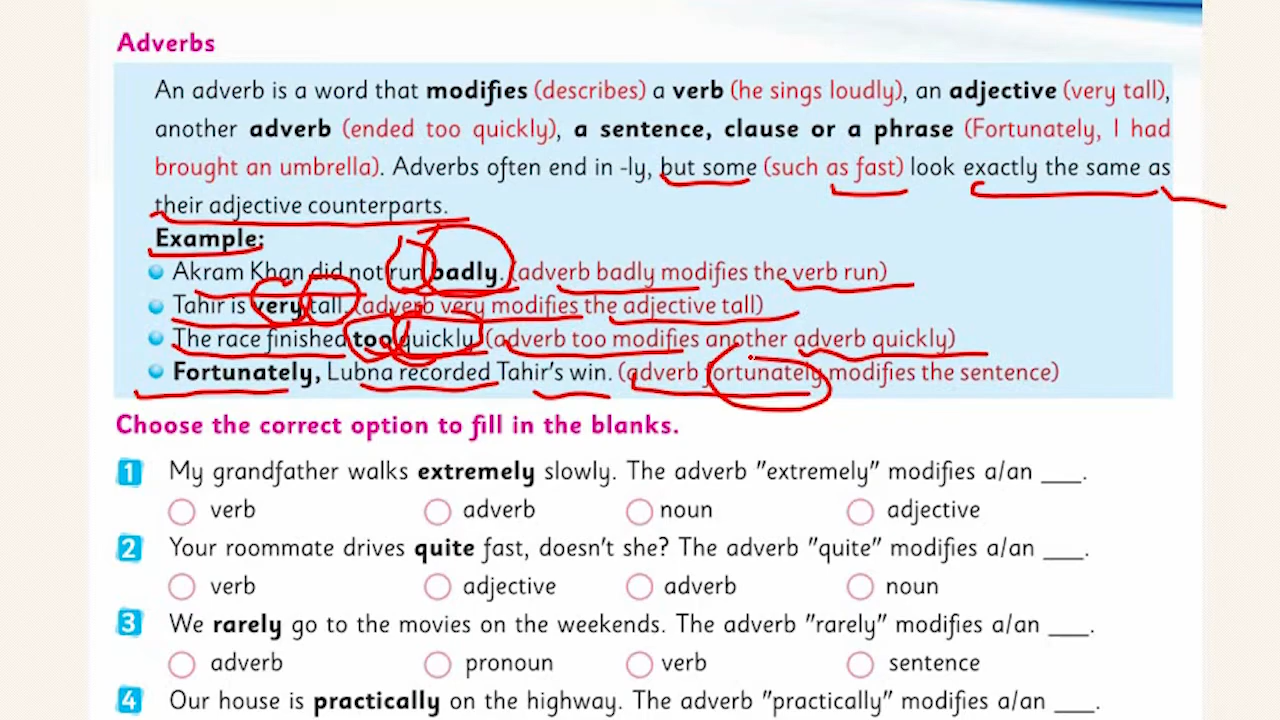 Adverbs
An adverb is a word that modifies (describes) a verb (he sings loudly), an adjective (very tall),
another adverb (ended too quickly), a sentence, clause or a phrase (Fortunately, I had
brought an umbrella). Adverbs often end in -ly, but some (such as fast) look exactly the same as
their adjective counterparts.
Example:
Akram Khan did not run badly. (adverb badly modifies the verb run)
Tahir is very tall. (adverb very modifies the adjective tall)
The race finished too quickly. (adverb too modifies another adverb quickly)
Fortunately, Lubna recorded Tahir's win. (adverb fortunately modifies the sentence)
Choose the correct option to fill in the blanks.
1 My grandfather walks extremely slowly. The adverb "extremely" modifies a/an ___.
verb adverb noun adjective
2 Your roommate drives quite fast, doesn't she? The adverb "quite" modifies a/an ___.
verb adjective adverb noun
3 We rarely go to the movies on the weekends. The adverb "rarely" modifies a/an ___.
adverb pronoun verb sentence
4 Our house is practically on the highway. The adverb "practically" modifies a/an ___.